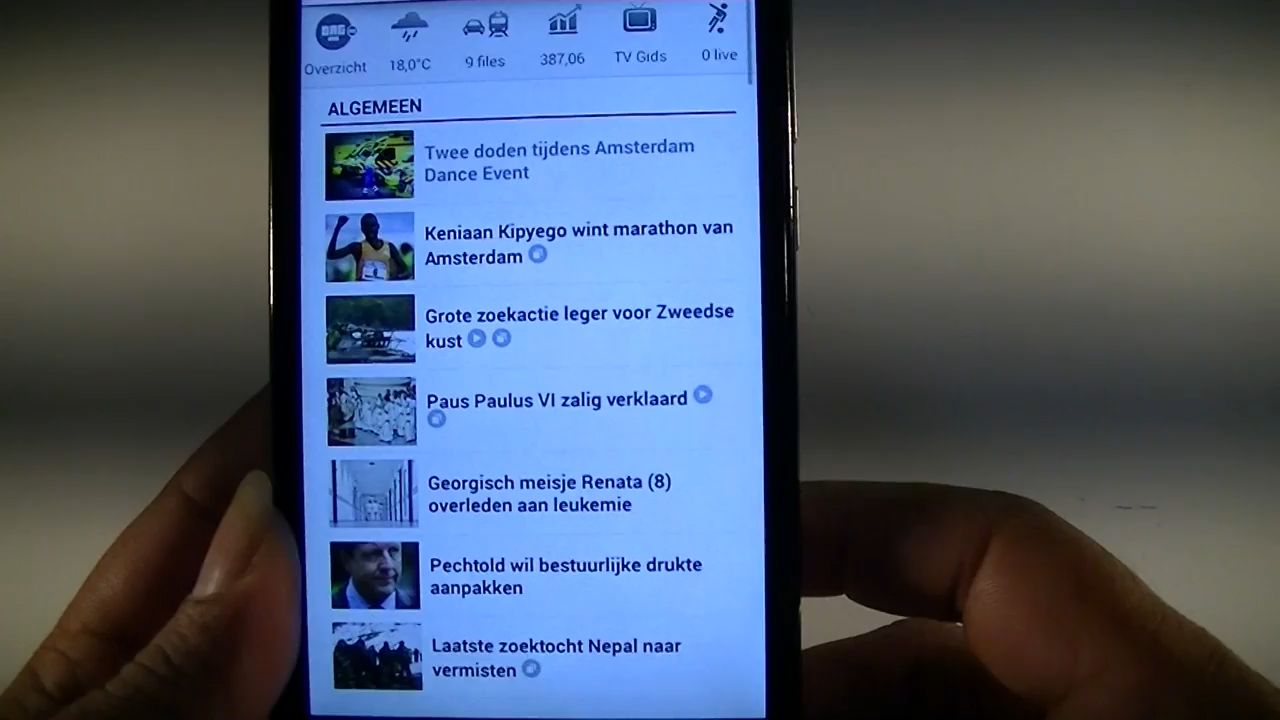 Overzicht 18,0°C 9 files 387,06 TV Gids 0 live
ALGEMEEN
Twee doden tijdens Amsterdam
Dance Event
Keniaan Kipyego wint marathon van
Amsterdam
Grote zoekactie leger voor Zweedse
kust
Paus Paulus VI zalig verklaard
Georgisch meisje Renata (8)
overleden aan leukemie
Pechtold wil bestuurlijke drukte
aanpakken
Laatste zoektocht Nepal naar
vermisten